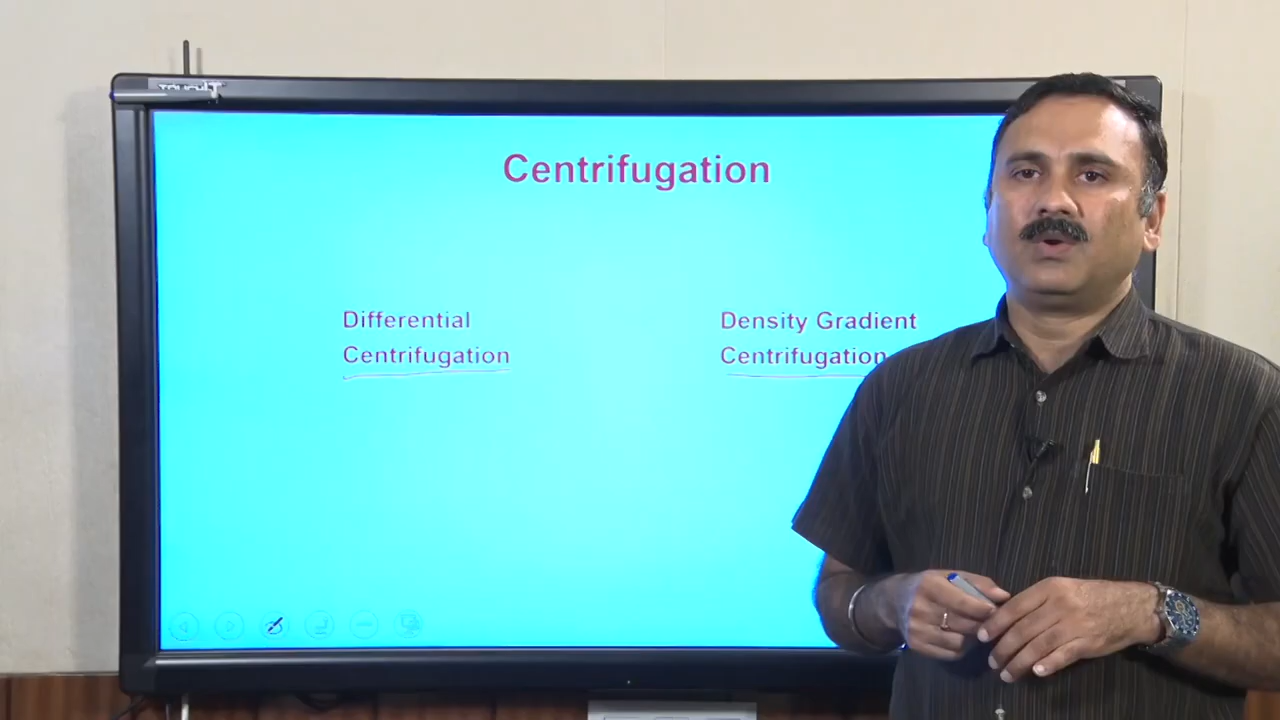 Centrifugation
Differential
Centrifugation
Density Gradient
Centrifugation